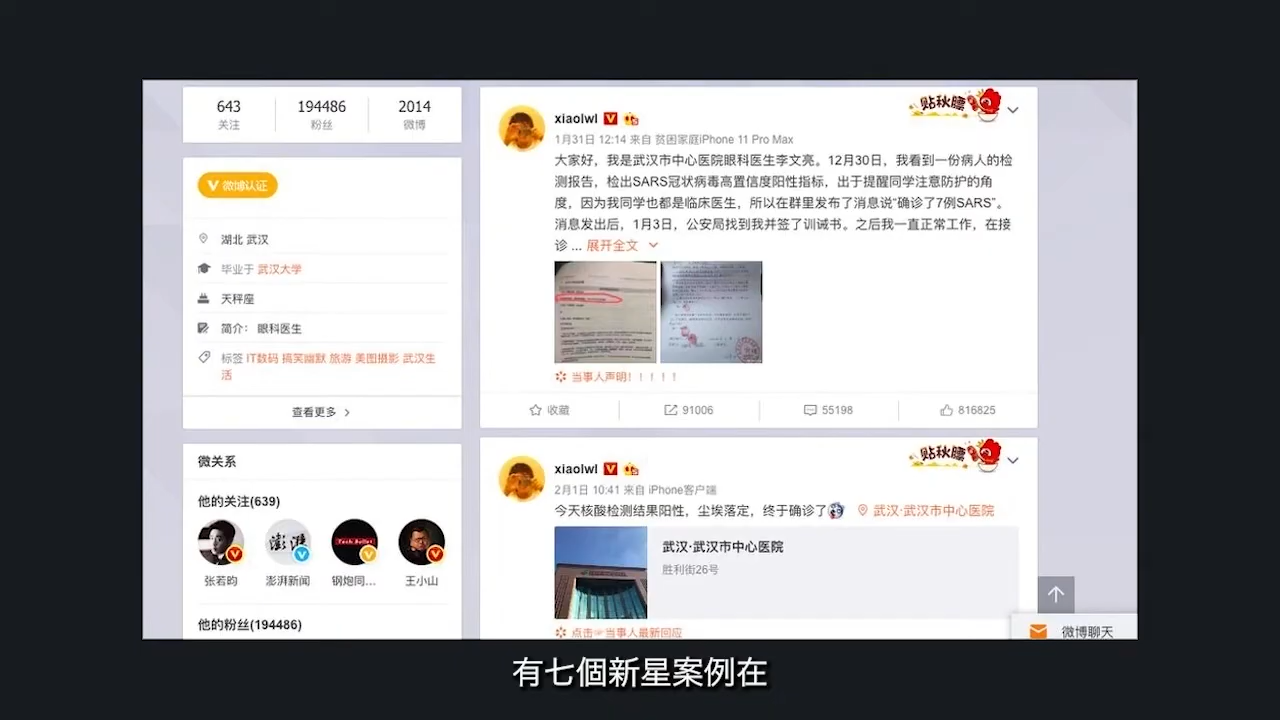 643
194486
2014
关注
粉丝
微博
微博认证
湖北 武汉
毕业于 武汉大学
天秤座
简介: 眼科医生
标签 IT数码 搞笑幽默 旅游 美图摄影 武汉生
活
查看更多
微关系
他的关注(639)
张若昀
澎湃新闻
钢炮同...
王小山
他的粉丝(194486)
贴秋膘
xiaolwl
1月31日 12:14 来自 贫困家庭iPhone 11 Pro Max
大家好，我是武汉市中心医院眼科医生李文亮。12月30日，我看到一份病人的检
测报告，检出SARS冠状病毒高置信度阳性指标，出于提醒同学注意防护的角
度，因为我同学也都是临床医生，所以在群里发布了消息说“确诊了7例SARS”。
消息发出后，1月3日，公安局找到我并签了训诫书。之后我一直正常工作，在接
诊 ... 展开全文
当事人声明！！！！！
收藏
91006
55198
816825
贴秋膘
xiaolwl
2月1日 10:41 来自 iPhone客户端
今天核酸检测结果阳性，尘埃落定，终于确诊了 武汉·武汉市中心医院
武汉·武汉市中心医院
胜利街26号
点击☞当事人最新回应
微博聊天
有七個新星案例在